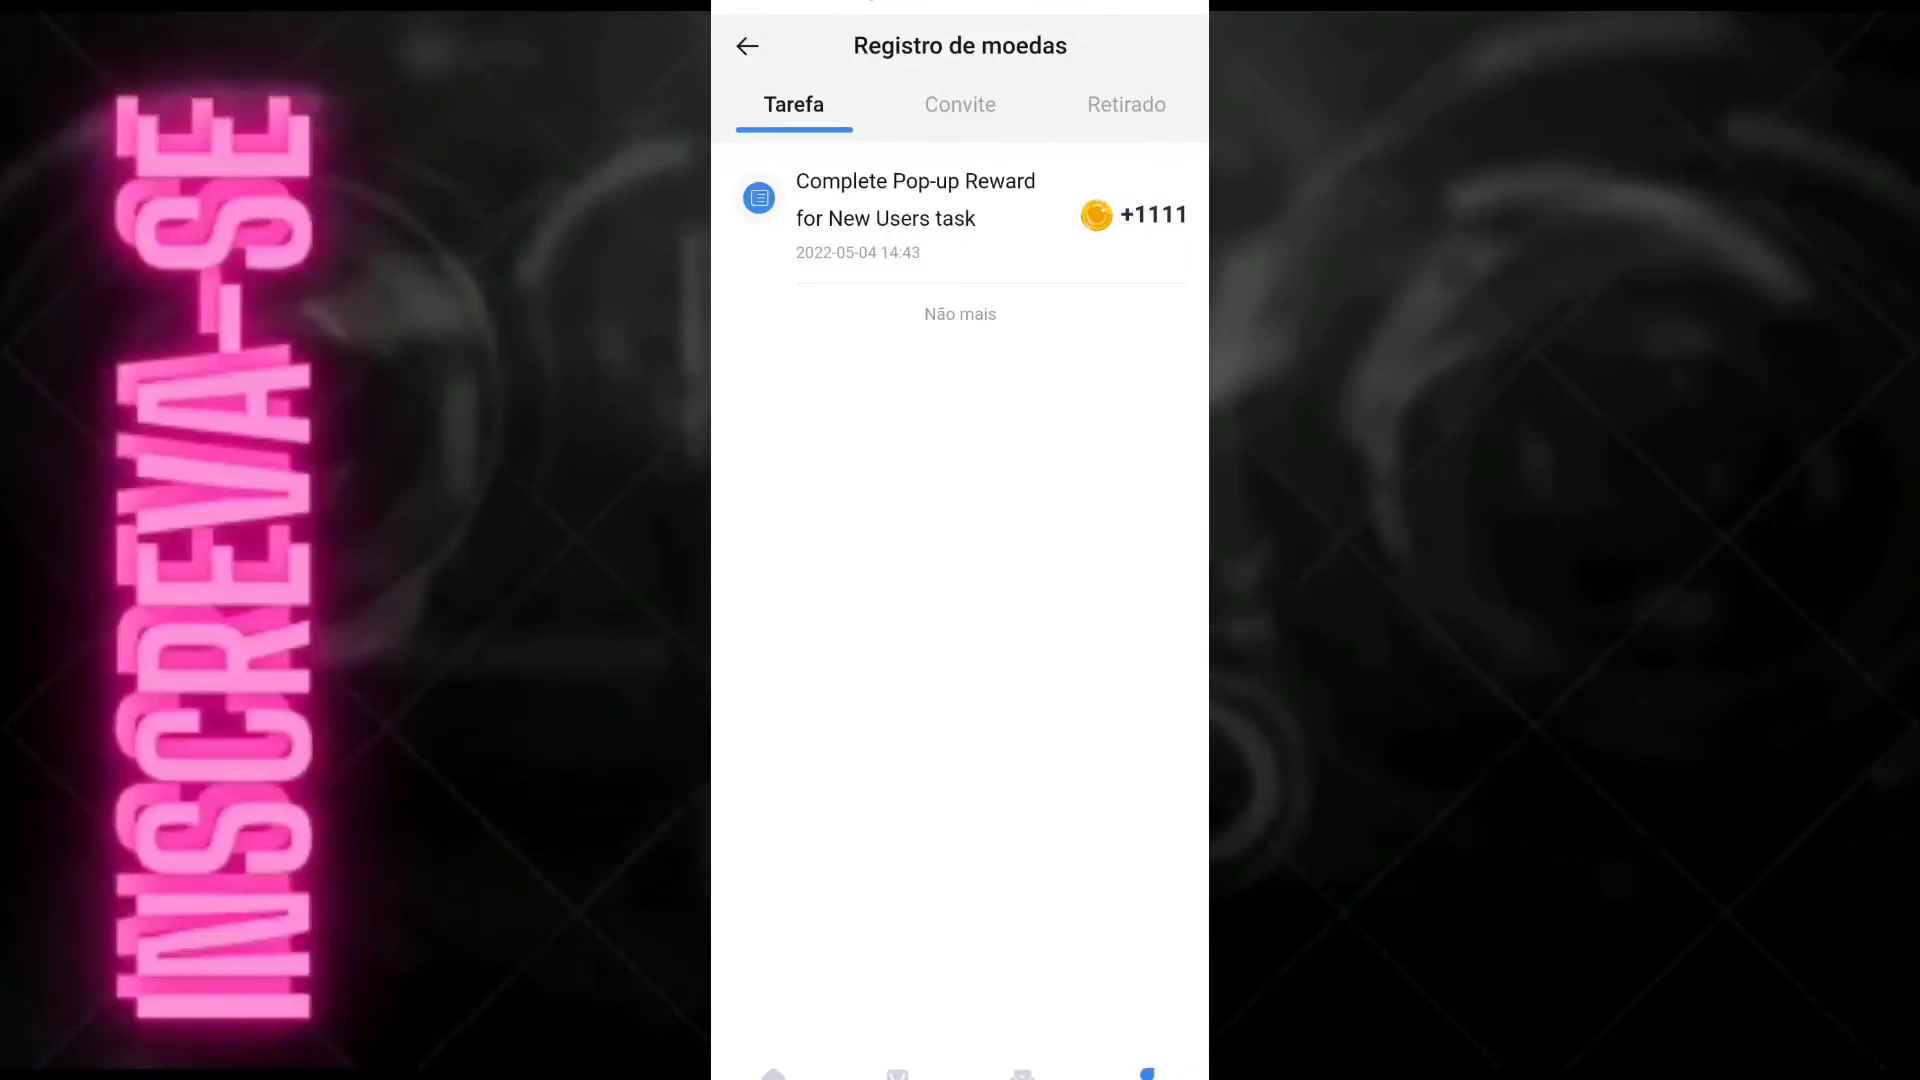 INSCREVA-SE
Registro de moedas
Tarefa Convite Retirado
Complete Pop-up Reward
for New Users task
+1111
2022-05-04 14:43
Não mais